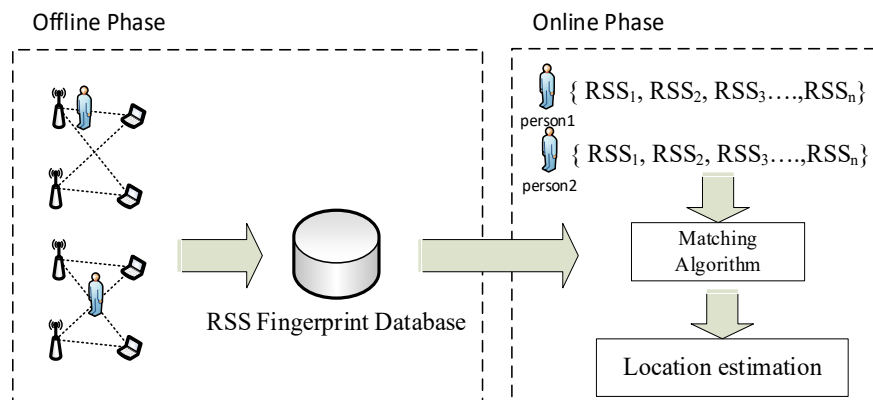 Offline Phase
Online Phase
{ RSS1, RSS2, RSS3….,RSSn}
person1
{ RSS1, RSS2, RSS3….,RSSn}
person2
Matching
Algorithm
RSS Fingerprint Database
Location estimation